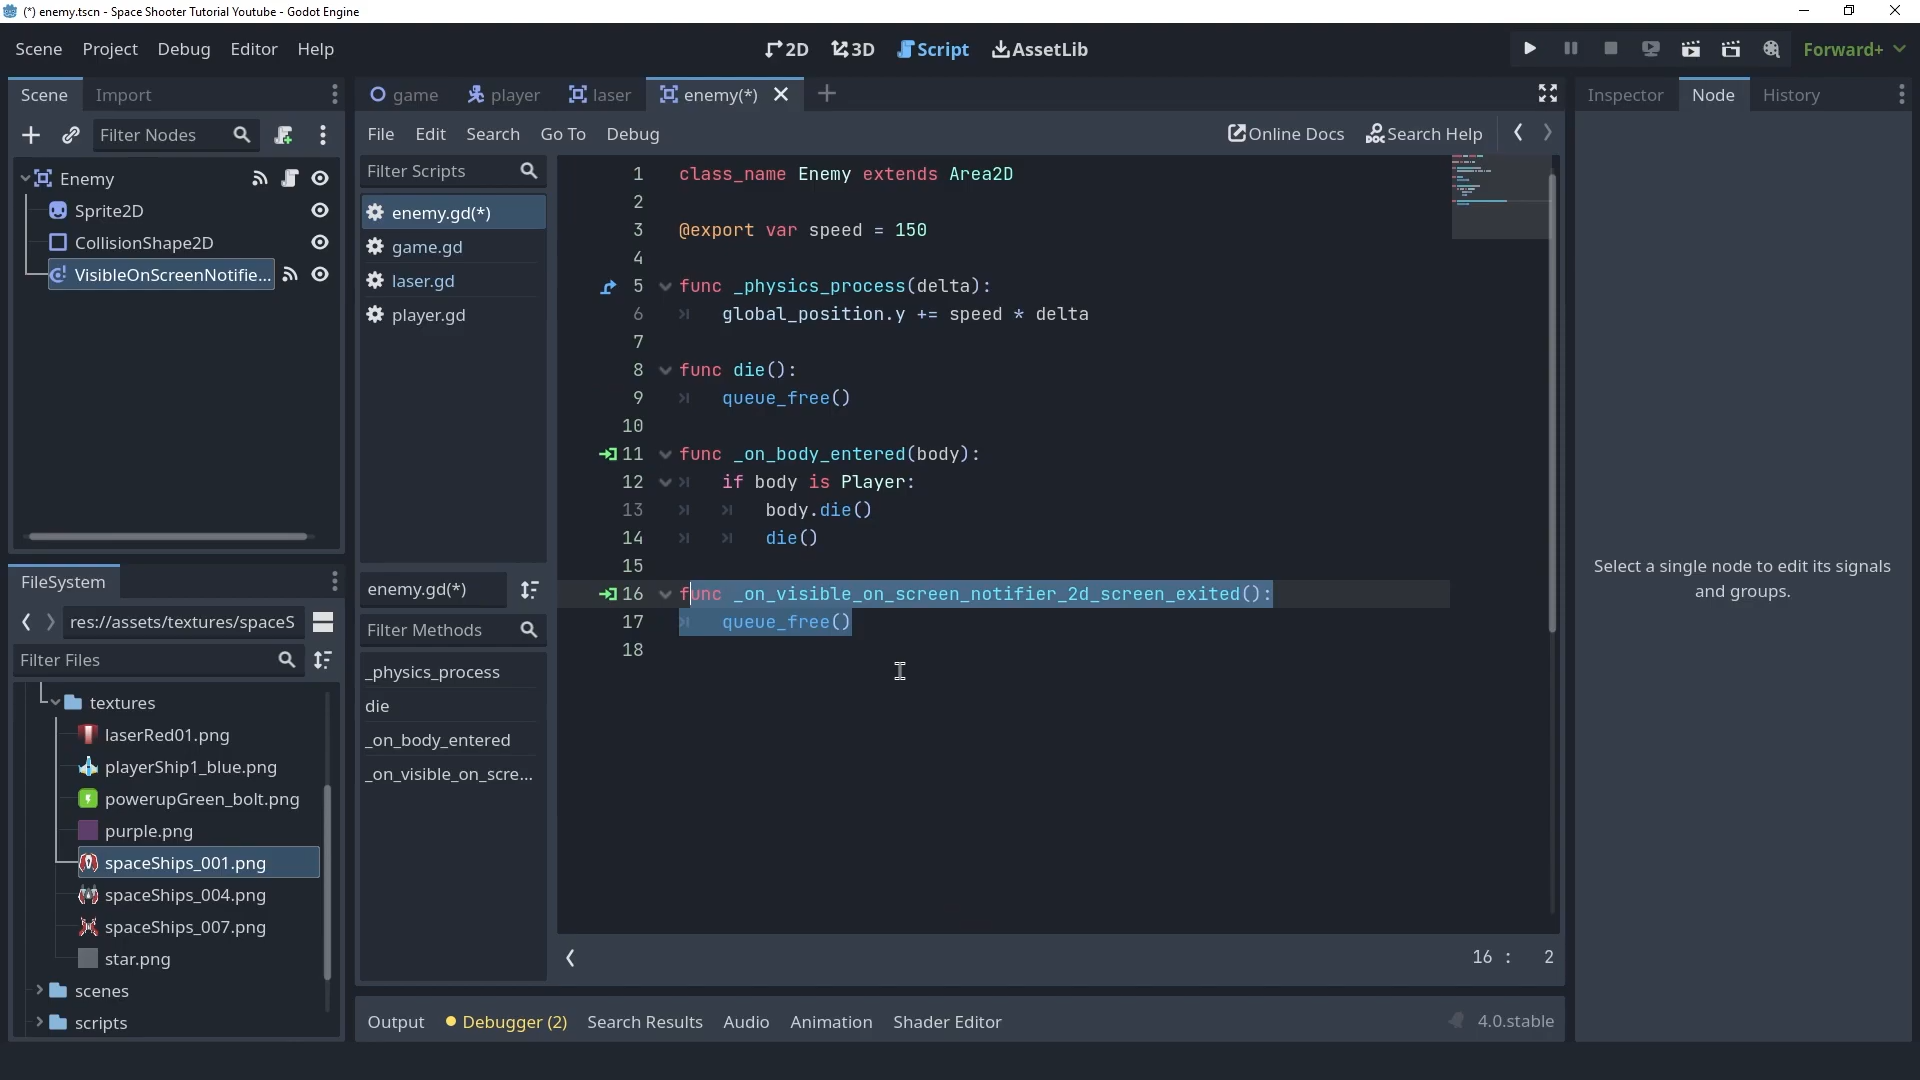 (*) enemy.tscn - Space Shooter Tutorial Youtube - Godot Engine
Scene Project Debug Editor Help
2D 3D Script AssetLib
Forward+
Scene Import
game player laser enemy(*)
Inspector Node History
Filter Nodes
File Edit Search Go To Debug
Online Docs Search Help
Enemy
Sprite2D
CollisionShape2D
VisibleOnScreenNotifie...
Filter Scripts
enemy.gd(*)
game.gd
laser.gd
player.gd
1 class_name Enemy extends Area2D
2
3 @export var speed = 150
4
5 func _physics_process(delta):
6 global_position.y += speed * delta
7
8 func die():
9 queue_free()
10
11 func _on_body_entered(body):
12 if body is Player:
13 body.die()
14 die()
15
16 func _on_visible_on_screen_notifier_2d_screen_exited():
17 queue_free()
18
Select a single node to edit its signals
and groups.
FileSystem
res://assets/textures/spaceS
Filter Files
textures
laserRed01.png
playerShip1_blue.png
powerupGreen_bolt.png
purple.png
spaceShips_001.png
spaceShips_004.png
spaceShips_007.png
star.png
scenes
scripts
enemy.gd(*)
Filter Methods
_physics_process
die
_on_body_entered
_on_visible_on_scre...
16 : 2
Output Debugger (2) Search Results Audio Animation Shader Editor
4.0.stable